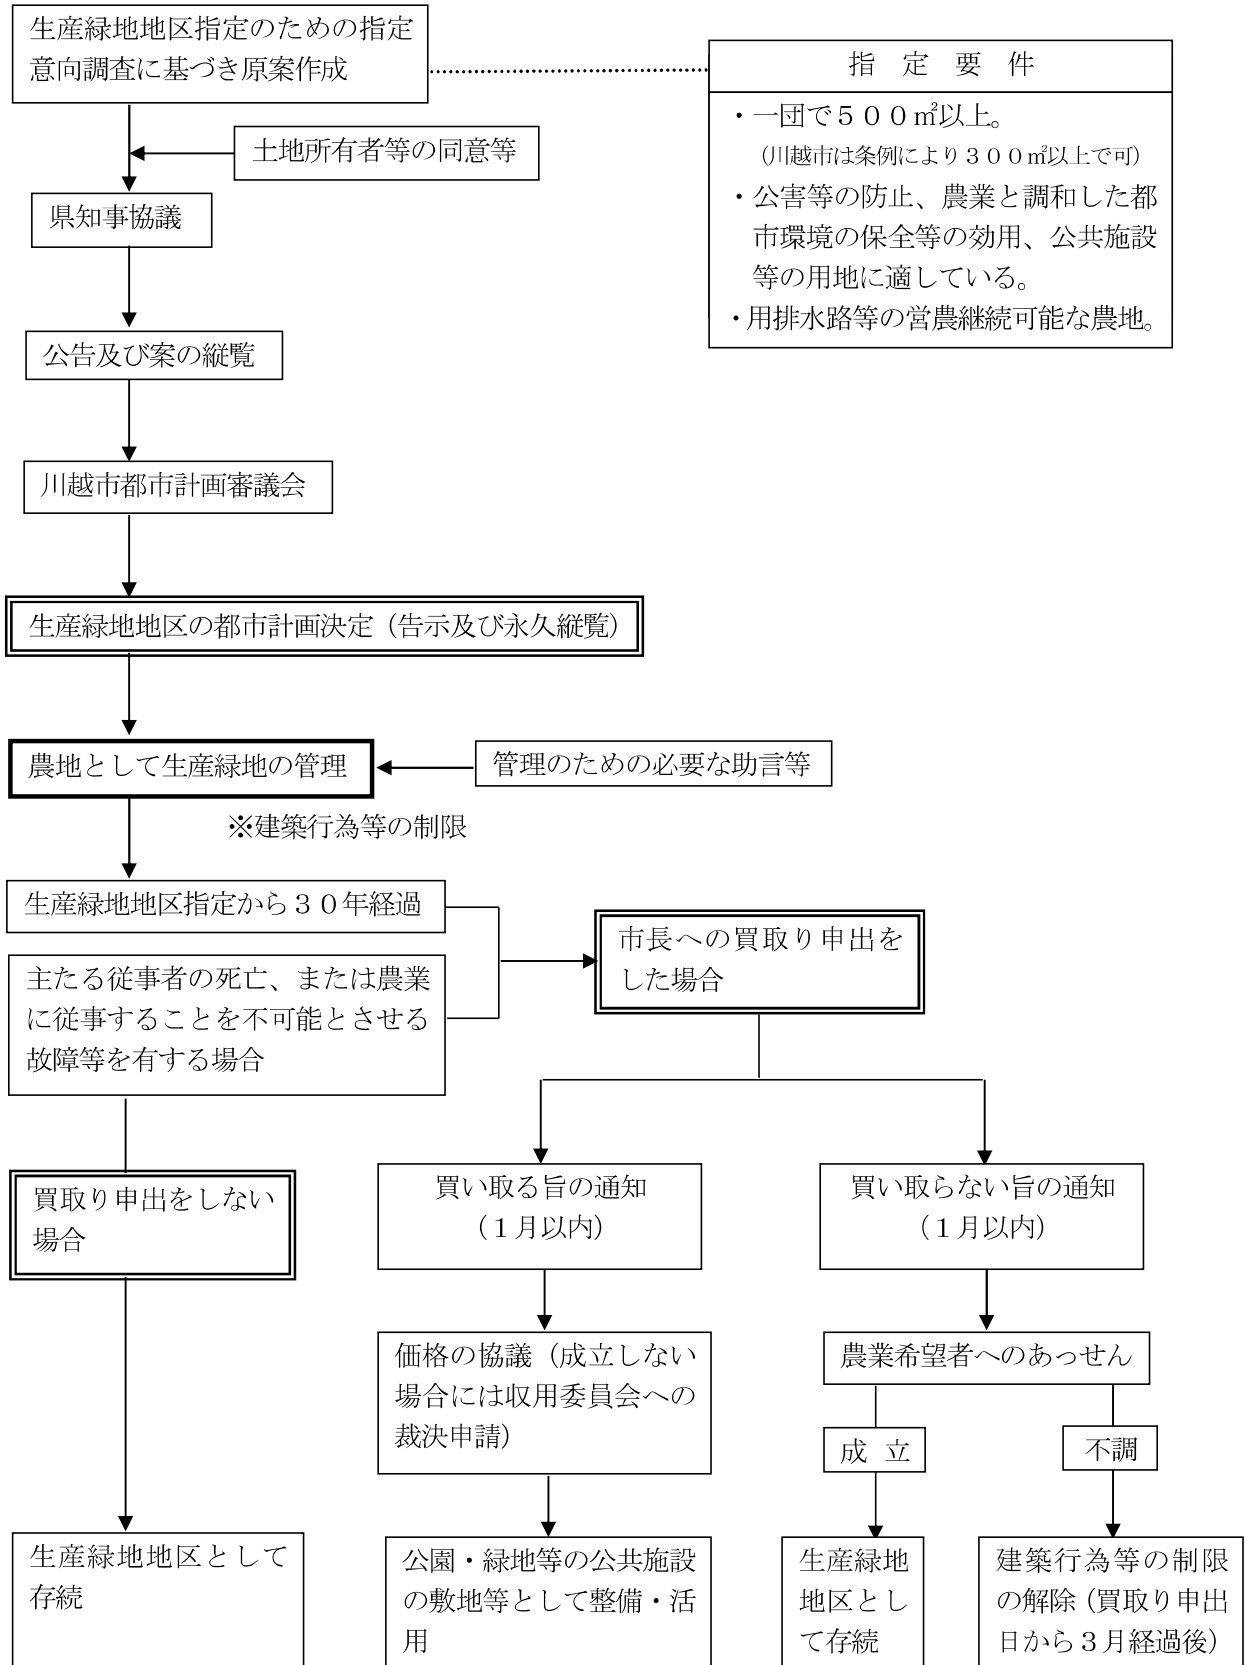 生産緑地地区指定のための指定
意向調査に基づき原案作成
指 定 要 件
・一団で５００㎡以上。
（川越市は条例により３００㎡以上で可）
・公害等の防止、農業と調和した都
市環境の保全等の効用、公共施設
等の用地に適している。
・用排水路等の営農継続可能な農地。
土地所有者等の同意等
県知事協議
公告及び案の縦覧
川越市都市計画審議会
生産緑地地区の都市計画決定（告示及び永久縦覧）
農地として生産緑地の管理
管理のための必要な助言等
※建築行為等の制限
生産緑地地区指定から３０年経過
主たる従事者の死亡、または農業
に従事することを不可能とさせる
故障等を有する場合
市長への買取り申出を
した場合
買取り申出をしない
場合
買い取る旨の通知
（１月以内）
買い取らない旨の通知
（１月以内）
価格の協議（成立しない
場合には収用委員会への
裁決申請）
農業希望者へのあっせん
成 立
不調
生産緑地地区として
存続
公園・緑地等の公共施設
の敷地等として整備・活
用
生産緑地
地区とし
て存続
建築行為等の制限
の解除（買取り申出
日から３月経過後）